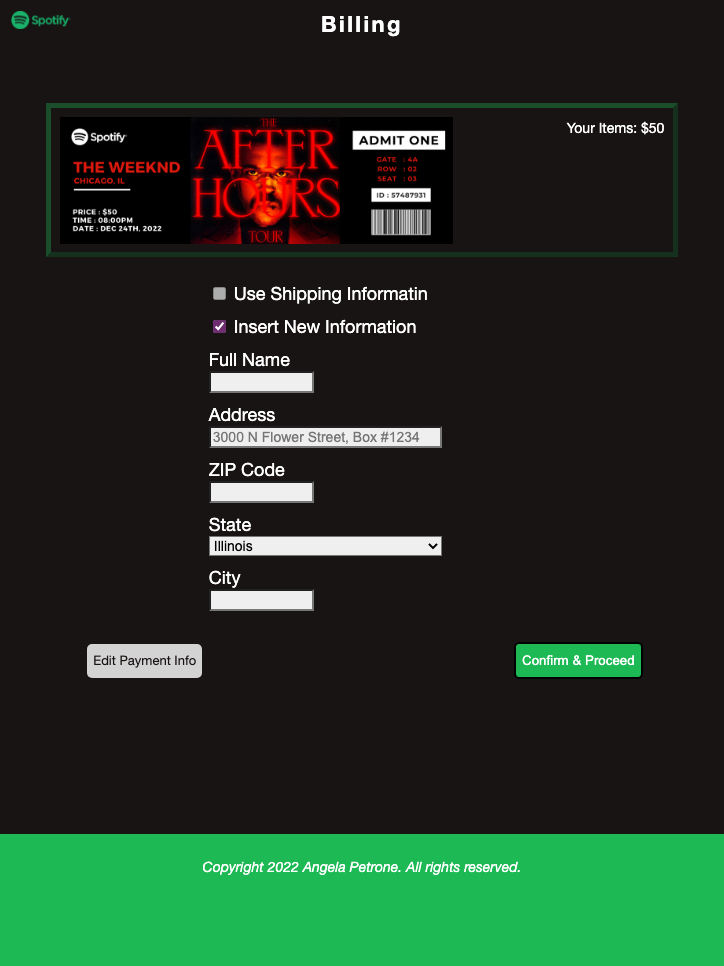 Spotify
Billing
Your Items: $50
Spotify
THE WEEKND
CHICAGO, IL
PRICE : $50
TIME : 08:00PM
DATE : DEC 24TH, 2022
THE
AFTER
HOURS
TOUR
ADMIT ONE
GATE : 4A
ROW : 02
SEAT : 03
ID : 57487931
Use Shipping Informatin
Insert New Information
Full Name
Address
3000 N Flower Street, Box #1234
ZIP Code
State
Illinois
City
Edit Payment Info
Confirm & Proceed
Copyright 2022 Angela Petrone. All rights reserved.